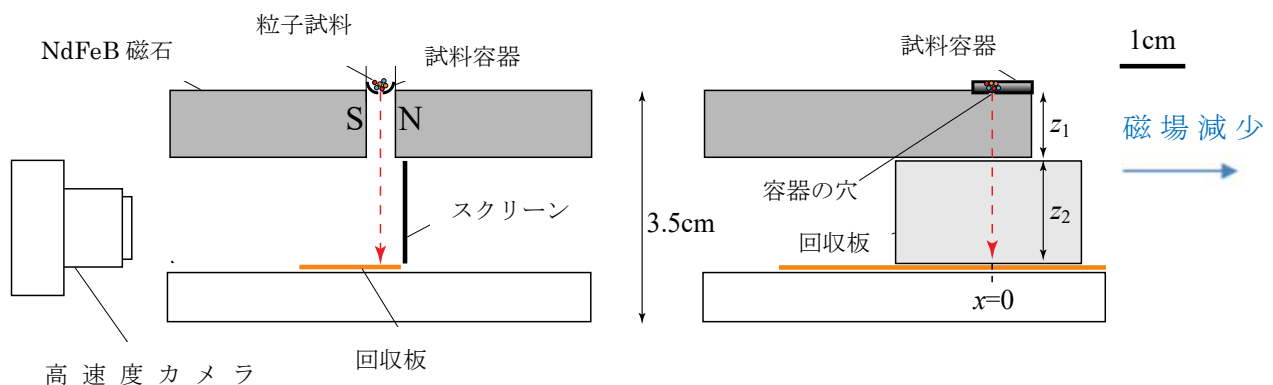 粒子試料
NdFeB 磁石
試料容器
S N
スクリーン
3.5cm
回収板
高 速 度 カ メ ラ
試料容器
1cm
z1
磁 場 減 少
容器の穴
z2
回収板
x=0